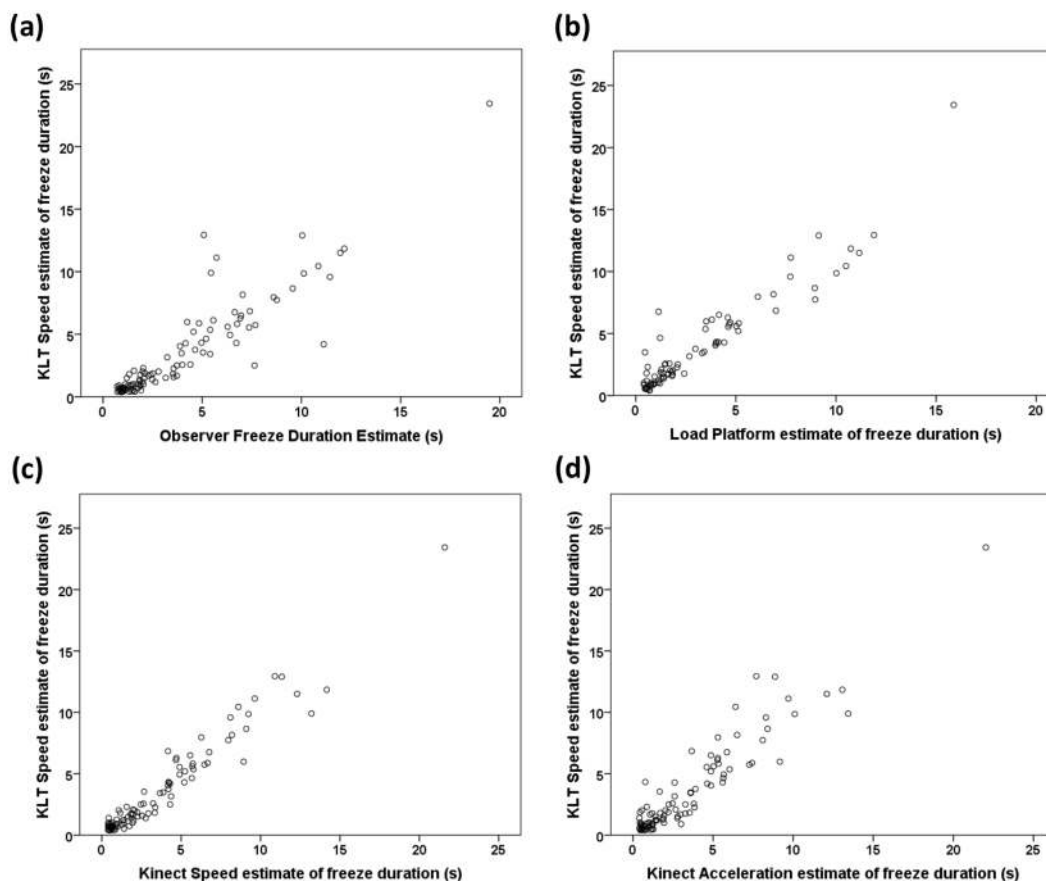 (a)
KLT Speed estimate of freeze duration (s)
25
20
15
10
5
0
0 5 10 15 20
Observer Freeze Duration Estimate (s)
(b)
KLT Speed estimate of freeze duration (s)
25
20
15
10
5
0
0 5 10 15 20
Load Platform estimate of freeze duration (s)
(c)
KLT Speed estimate of freeze duration (s)
25
20
15
10
5
0
0 5 10 15 20 25
Kinect Speed estimate of freeze duration (s)
(d)
KLT Speed estimate of freeze duration (s)
25
20
15
10
5
0
0 5 10 15 20 25
Kinect Acceleration estimate of freeze duration (s)